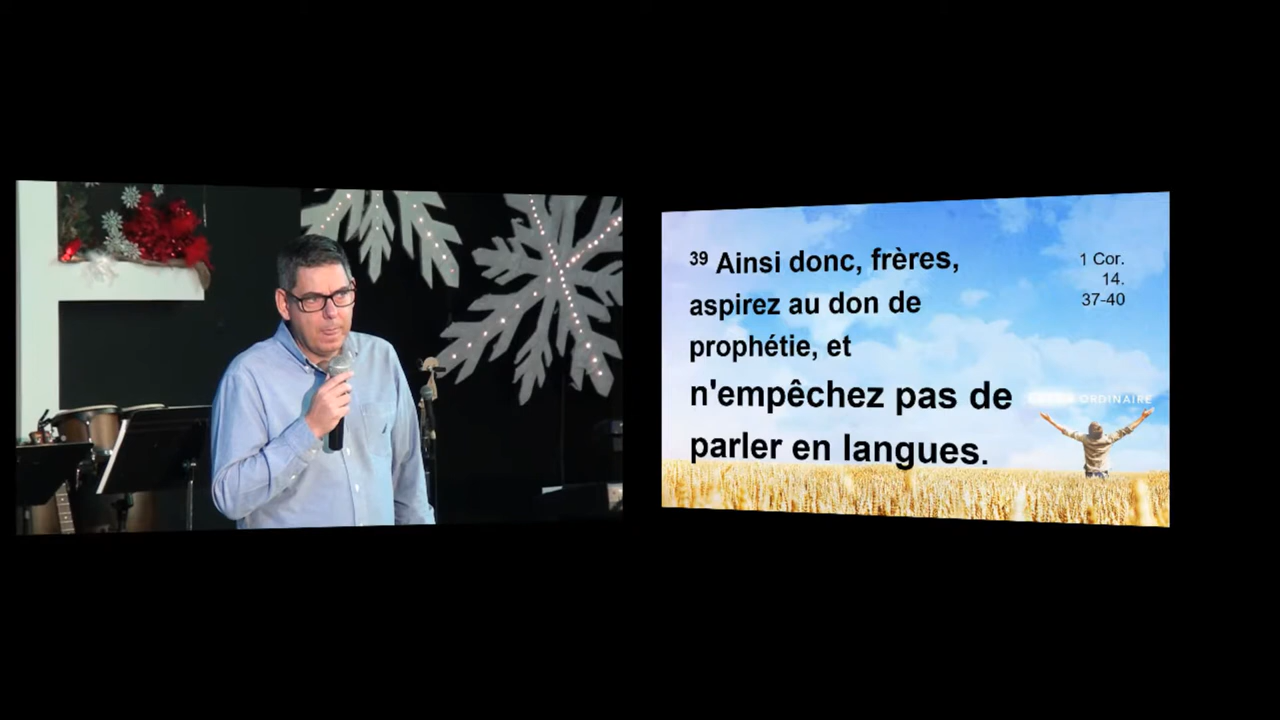 39 Ainsi donc, frères,
aspirez au don de
prophétie, et
n'empêchez pas de
parler en langues.
1 Cor.
14.
37-40
ORDINAIRE